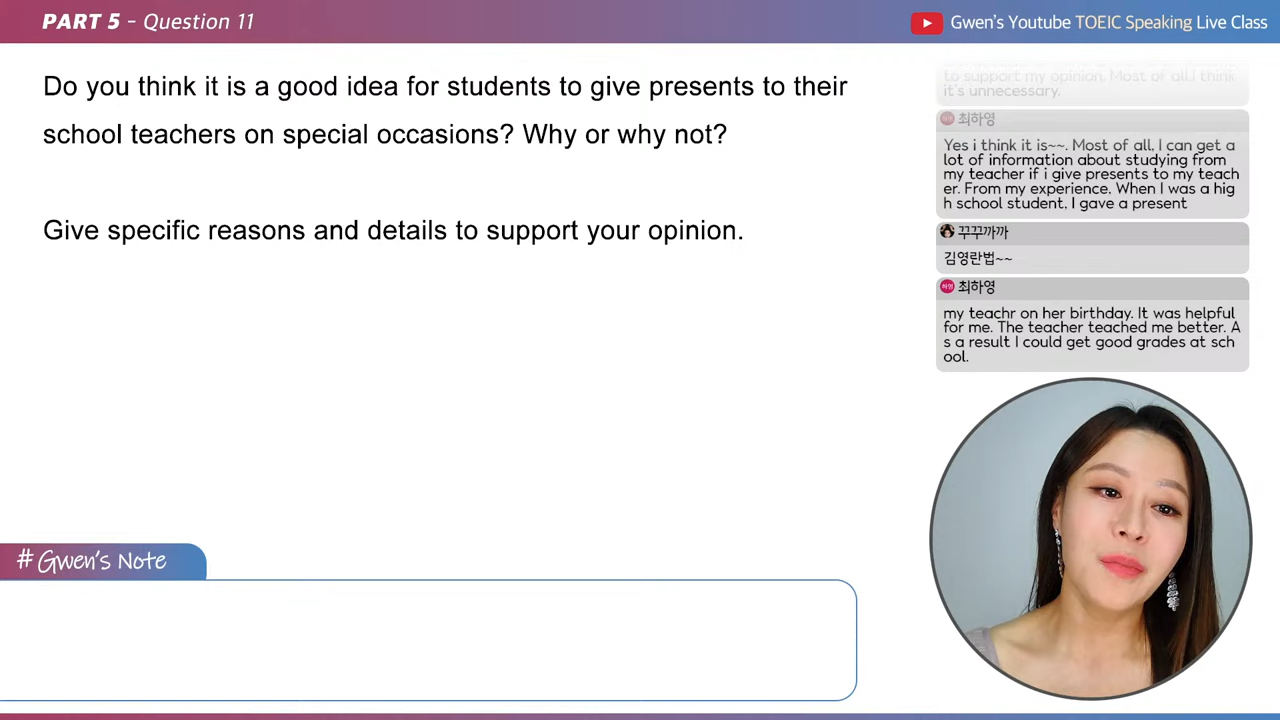 PART 5 - Question 11
Gwen's Youtube TOEIC Speaking Live Class
Do you think it is a good idea for students to give presents to their
school teachers on special occasions? Why or why not?
Give specific reasons and details to support your opinion.
to support my opinion. Most of all,I think
it's unnecessary.
최하영
Yes i think it is~~. Most of all, I can get a
lot of information about studying from
my teacher if i give presents to my teach
er. From my experience. When I was a hig
h school student, I gave a present
꾸꾸까까
김영란법~~
하영
최하영
my teachr on her birthday. It was helpful
for me. The teacher teached me better. A
s a result I could get good grades at sch
ool.
# Gwen's Note